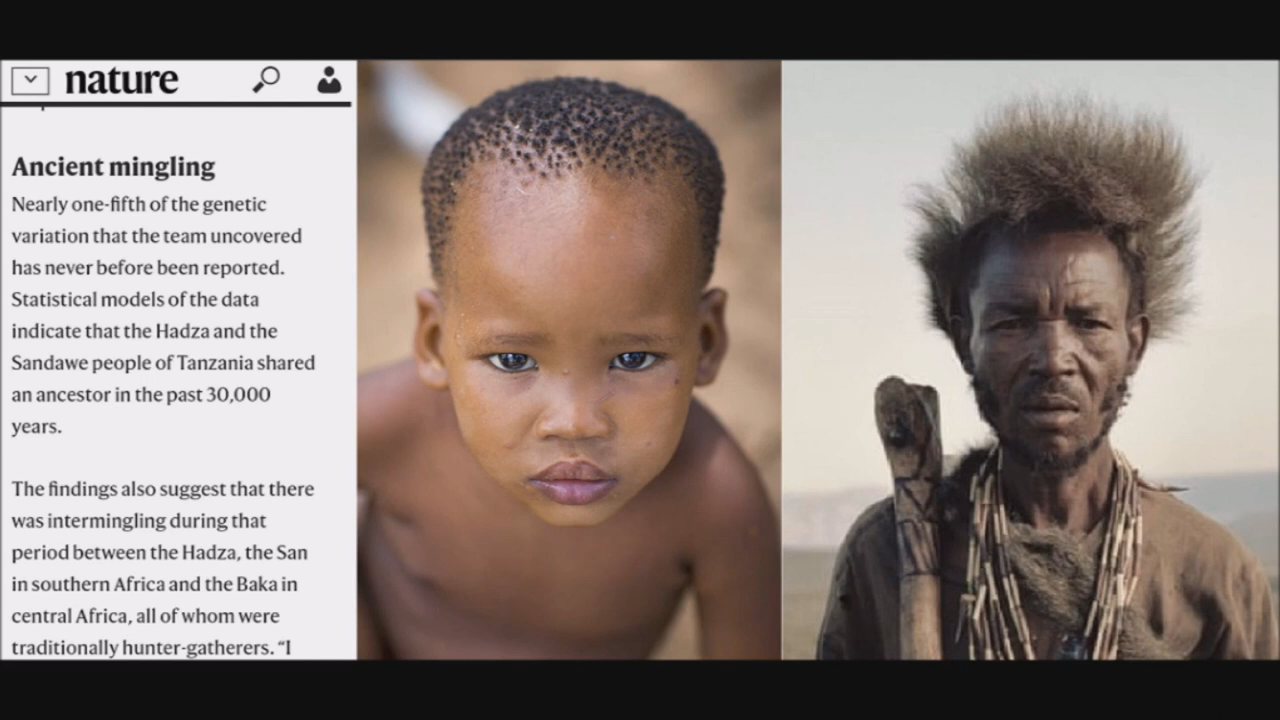 nature
Ancient mingling
Nearly one-fifth of the genetic
variation that the team uncovered
has never before been reported.
Statistical models of the data
indicate that the Hadza and the
Sandawe people of Tanzania shared
an ancestor in the past 30,000
years.
The findings also suggest that there
was intermingling during that
period between the Hadza, the San
in southern Africa and the Baka in
central Africa, all of whom were
traditionally hunter-gatherers. “I